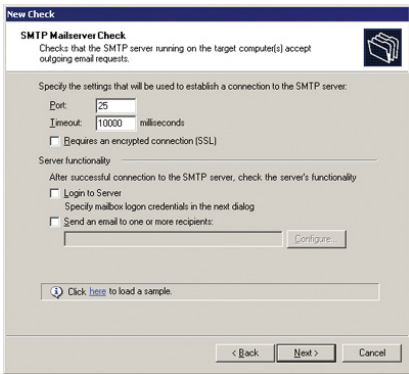 New Check
SMTP Mailserver Check
Checks that the SMTP server running on the target computer(s) accept
outgoing email requests.
Specify the settings that will be used to establish a connection to the SMTP server:
Port: 25
Timeout: 10000 milliseconds
Requires an encrypted connection (SSL)
Server functionality
After successful connection to the SMTP server, check the server's functionality
Login to Server
Specify mailbox logon credentials in the next dialog
Send an email to one or more recipients:
Configure...
Click here to load a sample.
< Back Next > Cancel